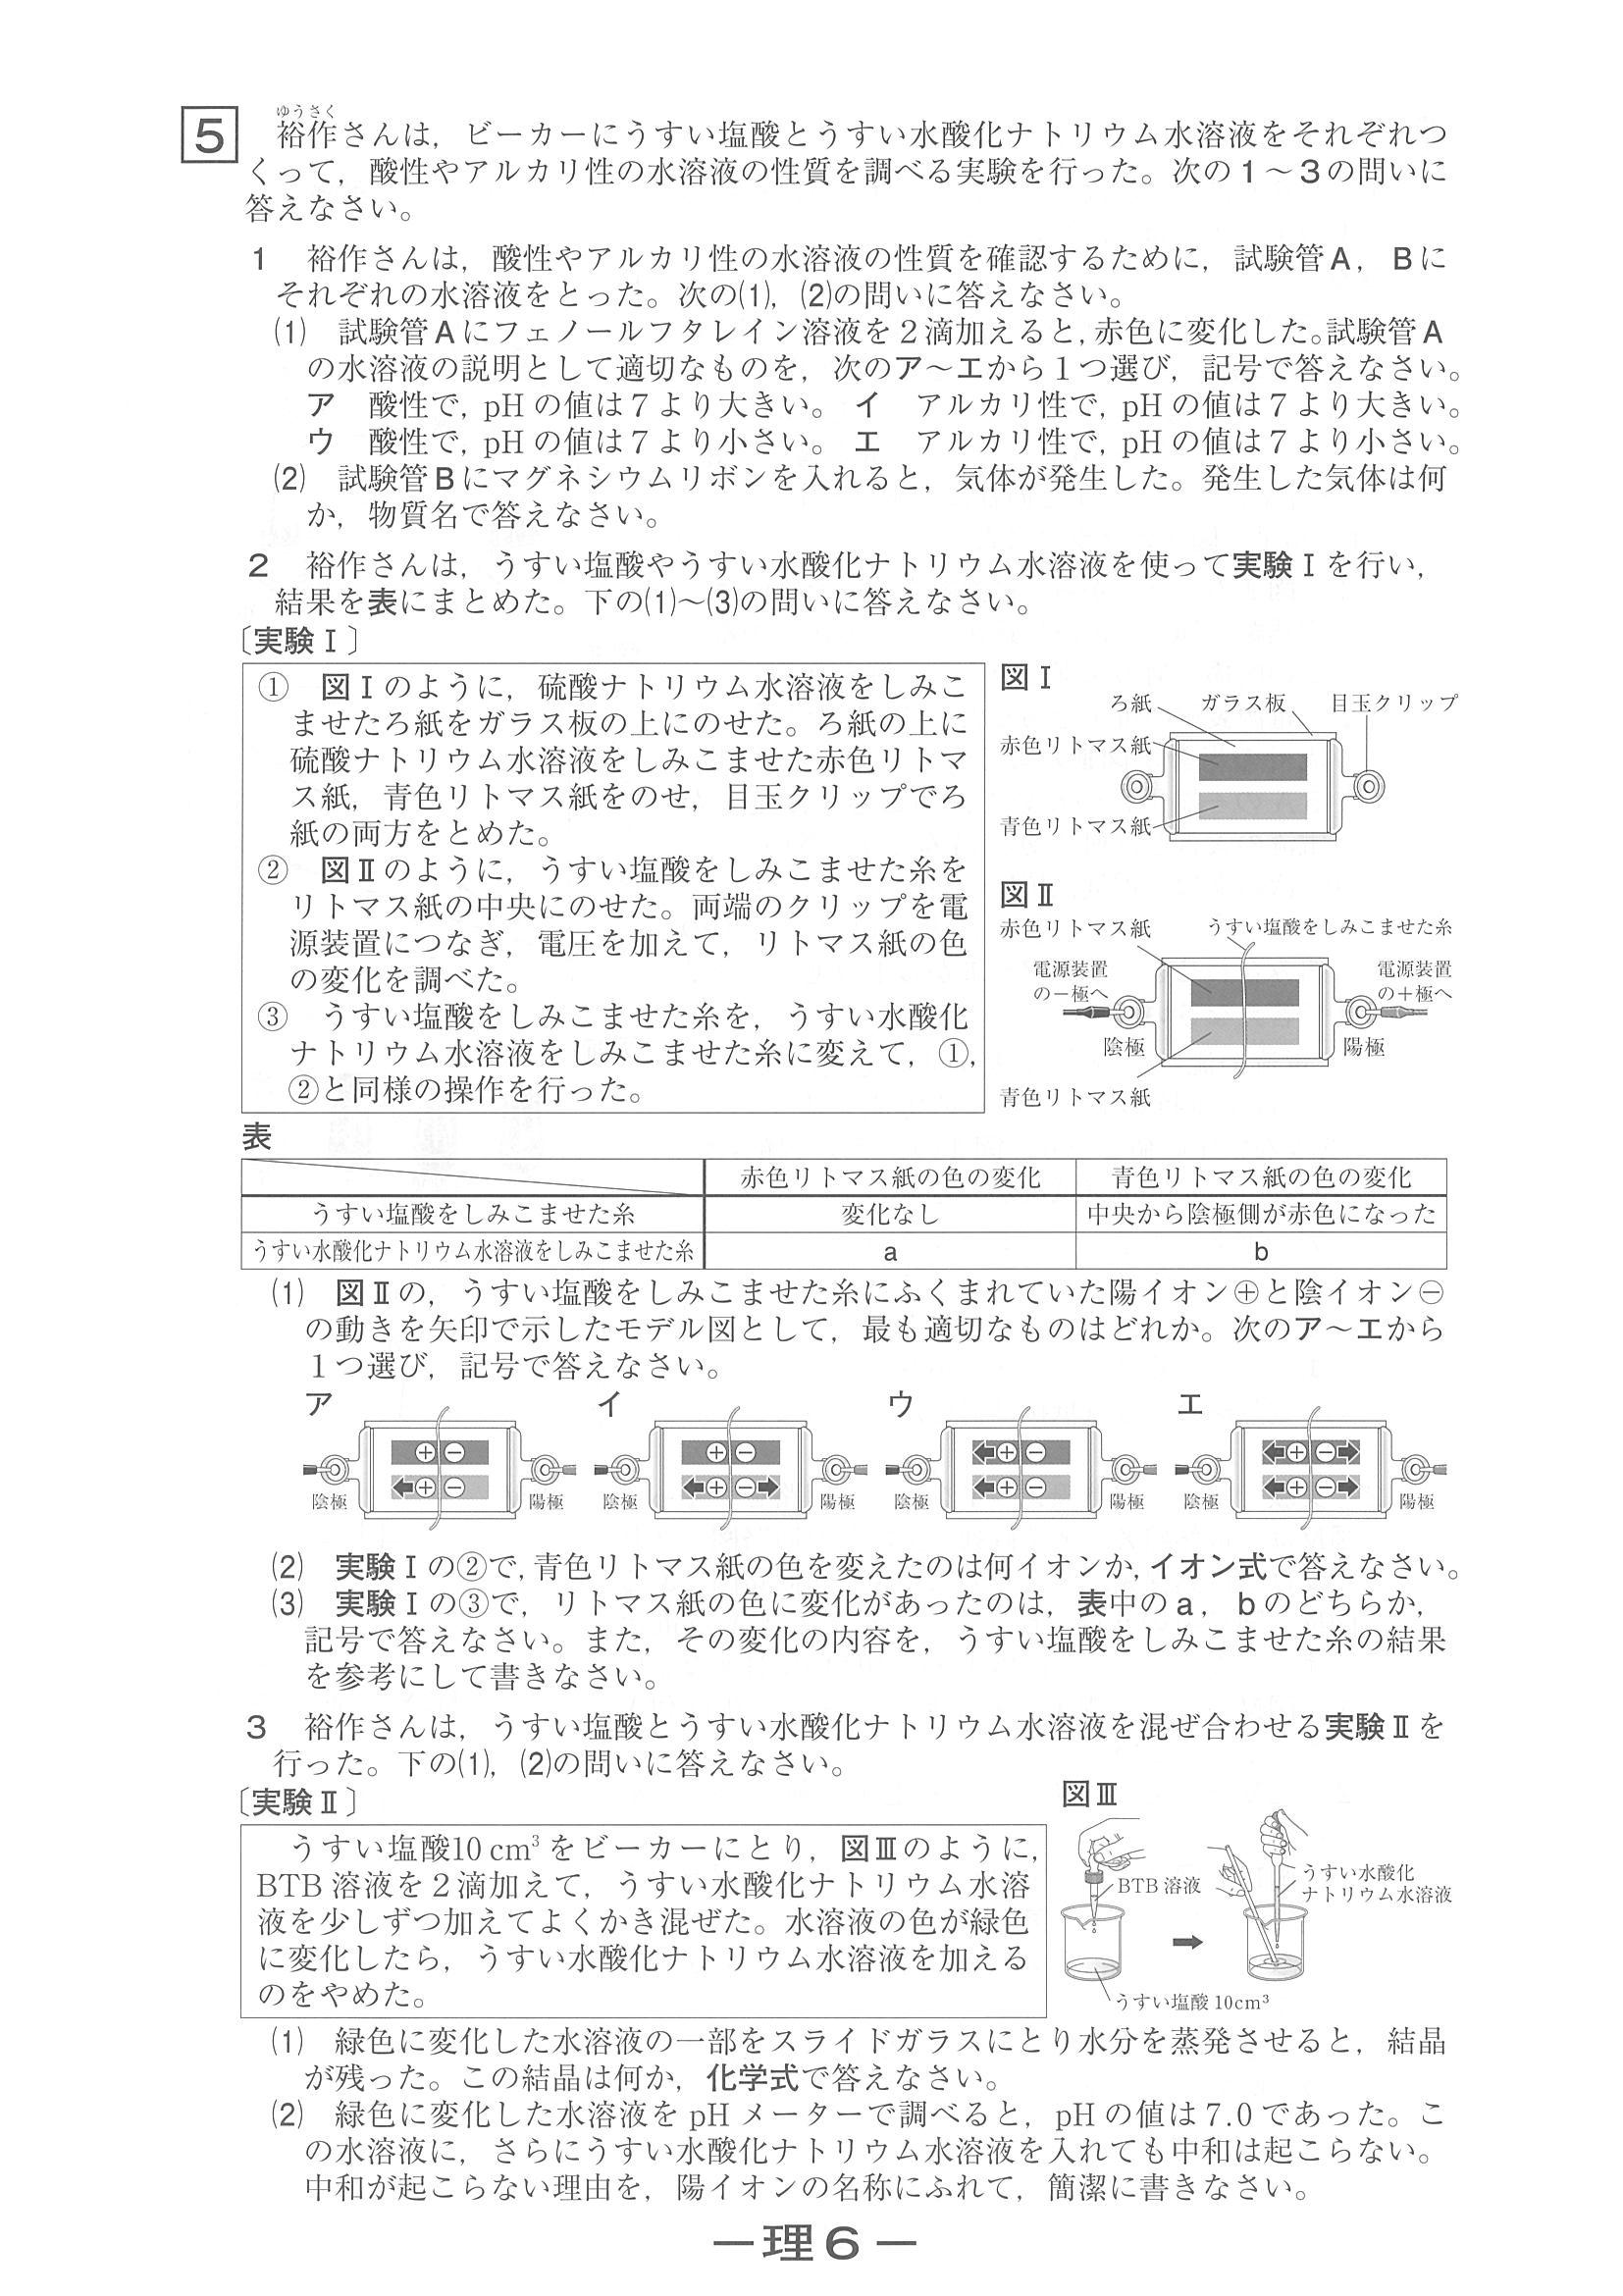 5
ゆうさく
裕作さんは，ビーカーにうすい塩酸とうすい水酸化ナトリウム水溶液をそれぞれつ
くって，酸性やアルカリ性の水溶液の性質を調べる実験を行った。次の1～3の問いに
答えなさい。
1　裕作さんは，酸性やアルカリ性の水溶液の性質を確認するために，試験管A，Bに
それぞれの水溶液をとった。次の(1)，(2)の問いに答えなさい。
(1)　試験管Aにフェノールフタレイン溶液を2滴加えると，赤色に変化した。試験管A
の水溶液の説明として適切なものを，次のア～エから1つ選び，記号で答えなさい。
ア　酸性で，pHの値は7より大きい。　イ　アルカリ性で，pHの値は7より大きい。
ウ　酸性で，pHの値は7より小さい。　エ　アルカリ性で，pHの値は7より小さい。
(2)　試験管Bにマグネシウムリボンを入れると，気体が発生した。発生した気体は何
か，物質名で答えなさい。
2　裕作さんは，うすい塩酸やうすい水酸化ナトリウム水溶液を使って実験Ⅰを行い，
結果を表にまとめた。下の(1)～(3)の問いに答えなさい。
〔実験Ⅰ〕
①　図Ⅰのように，硫酸ナトリウム水溶液をしみこ
ませたろ紙をガラス板の上にのせた。ろ紙の上に
硫酸ナトリウム水溶液をしみこませた赤色リトマ
ス紙，青色リトマス紙をのせ，目玉クリップでろ
紙の両方をとめた。
②　図Ⅱのように，うすい塩酸をしみこませた糸を
リトマス紙の中央にのせた。両端のクリップを電
源装置につなぎ，電圧を加えて，リトマス紙の色
の変化を調べた。
③　うすい塩酸をしみこませた糸を，うすい水酸化
ナトリウム水溶液をしみこませた糸に変えて，①，
②と同様の操作を行った。
図Ⅰ
ろ紙　ガラス板　目玉クリップ
赤色リトマス紙
青色リトマス紙
図Ⅱ
赤色リトマス紙　うすい塩酸をしみこませた糸
電源装置
の－極へ
電源装置
の＋極へ
陰極　陽極
青色リトマス紙
表
赤色リトマス紙の色の変化　青色リトマス紙の色の変化
うすい塩酸をしみこませた糸　変化なし　中央から陰極側が赤色になった
うすい水酸化ナトリウム水溶液をしみこませた糸　a　b
(1)　図Ⅱの，うすい塩酸をしみこませた糸にふくまれていた陽イオン⊕と陰イオン⊖
の動きを矢印で示したモデル図として，最も適切なものはどれか。次のア～エから
1つ選び，記号で答えなさい。
ア　イ　ウ　エ
⊕⊖　⊕⊖　⊕⊖　⊕⊖
⊕⊖　⊕⊖　⊕⊖　⊕⊖
陰極　陽極　陰極　陽極　陰極　陽極　陰極　陽極
(2)　実験Ⅰの②で，青色リトマス紙の色を変えたのは何イオンか，イオン式で答えなさい。
(3)　実験Ⅰの③で，リトマス紙の色に変化があったのは，表中のa，bのどちらか，
記号で答えなさい。また，その変化の内容を，うすい塩酸をしみこませた糸の結果
を参考にして書きなさい。
3　裕作さんは，うすい塩酸とうすい水酸化ナトリウム水溶液を混ぜ合わせる実験Ⅱを
行った。下の(1)，(2)の問いに答えなさい。
〔実験Ⅱ〕
うすい塩酸10 cm³をビーカーにとり，図Ⅲのように，
BTB溶液を2滴加えて，うすい水酸化ナトリウム水溶
液を少しずつ加えてよくかき混ぜた。水溶液の色が緑色
に変化したら，うすい水酸化ナトリウム水溶液を加える
のをやめた。
図Ⅲ
BTB溶液
うすい水酸化
ナトリウム水溶液
うすい塩酸 10cm³
(1)　緑色に変化した水溶液の一部をスライドガラスにとり水分を蒸発させると，結晶
が残った。この結晶は何か，化学式で答えなさい。
(2)　緑色に変化した水溶液をpHメーターで調べると，pHの値は7.0であった。こ
の水溶液に，さらにうすい水酸化ナトリウム水溶液を入れても中和は起こらない。
中和が起こらない理由を，陽イオンの名称にふれて，簡潔に書きなさい。
－理6－